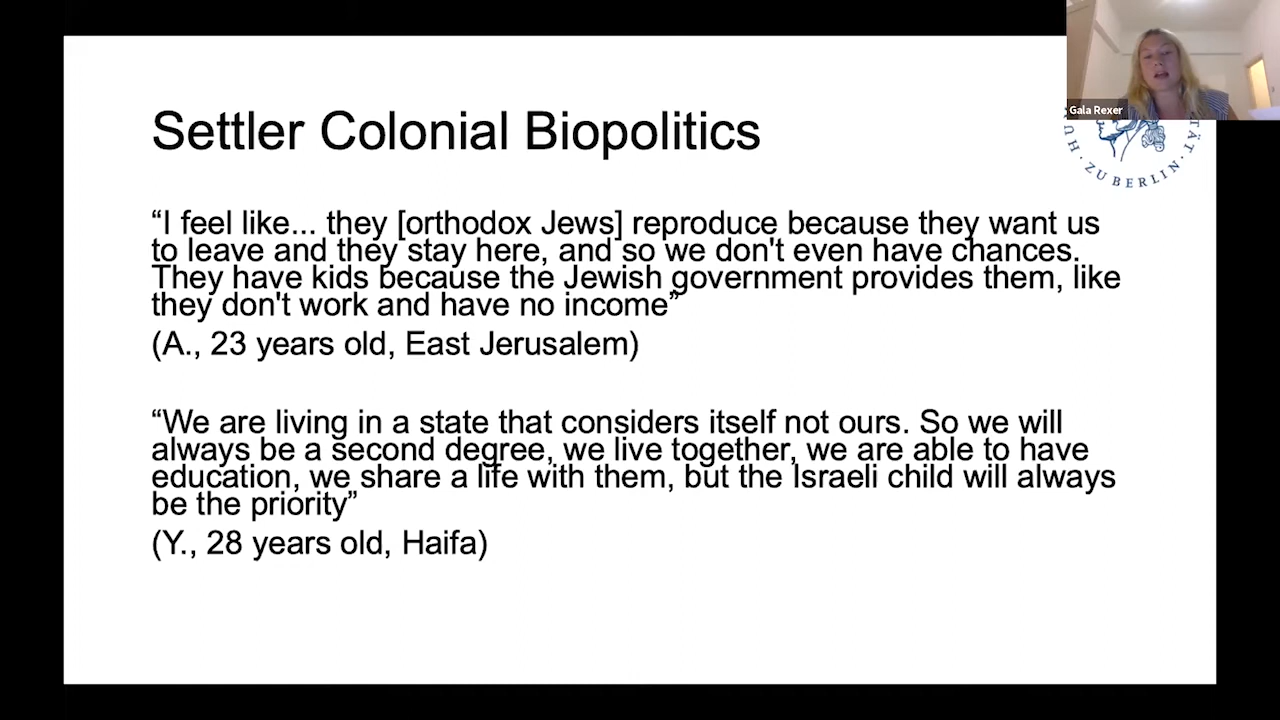 Gala Rexer
Settler Colonial Biopolitics
HU
· ZU BERLIN ·
TÄT
“I feel like... they [orthodox Jews] reproduce because they want us
to leave and they stay here, and so we don't even have chances.
They have kids because the Jewish government provides them, like
they don't work and have no income”
(A., 23 years old, East Jerusalem)
“We are living in a state that considers itself not ours. So we will
always be a second degree, we live together, we are able to have
education, we share a life with them, but the Israeli child will always
be the priority”
(Y., 28 years old, Haifa)